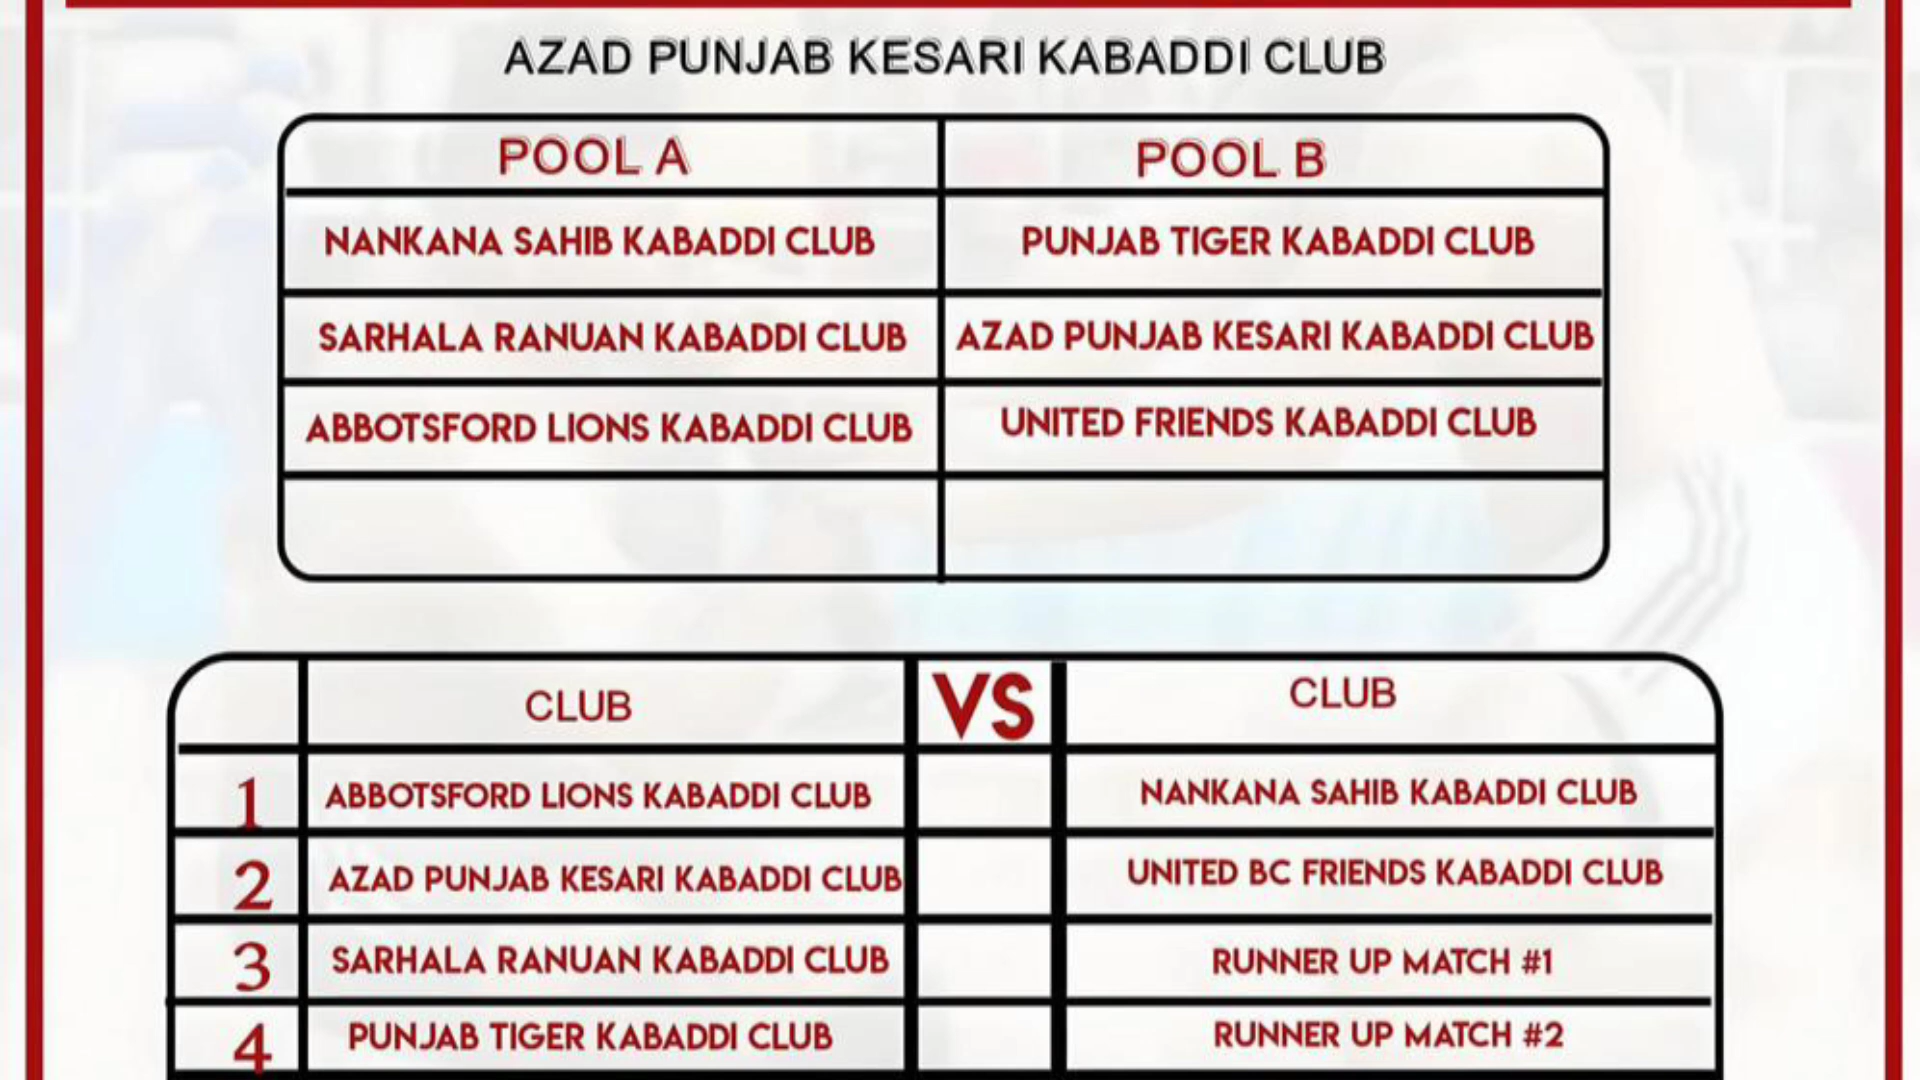 AZAD PUNJAB KESARI KABADDI CLUB
POOL A POOL B
NANKANA SAHIB KABADDI CLUB PUNJAB TIGER KABADDI CLUB
SARHALA RANUAN KABADDI CLUB AZAD PUNJAB KESARI KABADDI CLUB
ABBOTSFORD LIONS KABADDI CLUB UNITED FRIENDS KABADDI CLUB
CLUB VS CLUB
1 ABBOTSFORD LIONS KABADDI CLUB NANKANA SAHIB KABADDI CLUB
2 AZAD PUNJAB KESARI KABADDI CLUB UNITED BC FRIENDS KABADDI CLUB
3 SARHALA RANUAN KABADDI CLUB RUNNER UP MATCH #1
4 PUNJAB TIGER KABADDI CLUB RUNNER UP MATCH #2